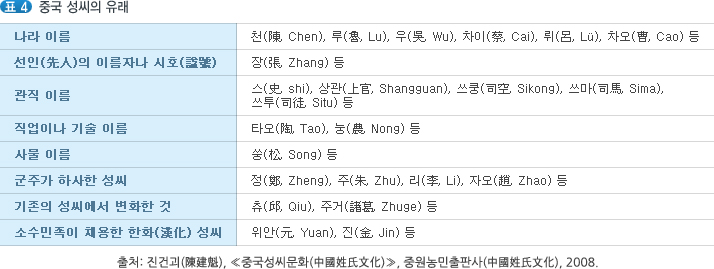 표 4 중국 성씨의 유래
나라 이름 천(陳, Chen), 루(魯, Lu), 우(吳, Wu), 차이(蔡, Cai), 뤼(呂, Lü), 차오(曹, Cao) 등
선인(先人)의 이름자나 시호(諡號) 장(張, Zhang) 등
관직 이름 스(史, shi), 상관(上官, Shangguan), 쓰쿵(司空, Sikong), 쓰마(司馬, Sima),
쓰투(司徒, Situ) 등
직업이나 기술 이름 타오(陶, Tao), 눙(農, Nong) 등
사물 이름 쑹(松, Song) 등
군주가 하사한 성씨 정(鄭, Zheng), 주(朱, Zhu), 리(李, Li), 자오(趙, Zhao) 등
기존의 성씨에서 변화한 것 츄(邱, Qiu), 주거(諸葛, Zhuge) 등
소수민족이 채용한 한화(漢化) 성씨 위안(元, Yuan), 진(金, Jin) 등
출처: 진건괴(陳建魁), ≪중국성씨문화(中國姓氏文化)≫, 중원농민출판사(中國姓氏文化), 2008.